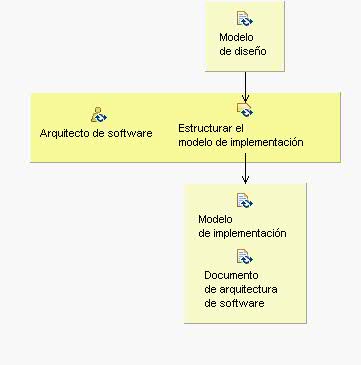 Modelo
de diseño
Arquitecto de software
Estructurar el
modelo de implementación
Modelo
de implementación
Documento
de arquitectura
de software